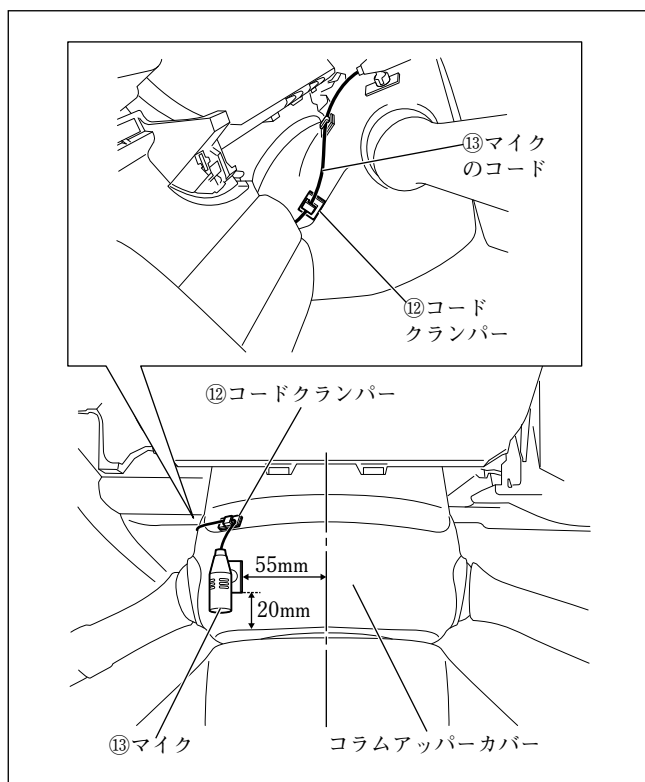 ⑬マイク
のコード
⑫コード
クランパー
⑫コードクランパー
55mm
20mm
⑬マイク
コラムアッパーカバー